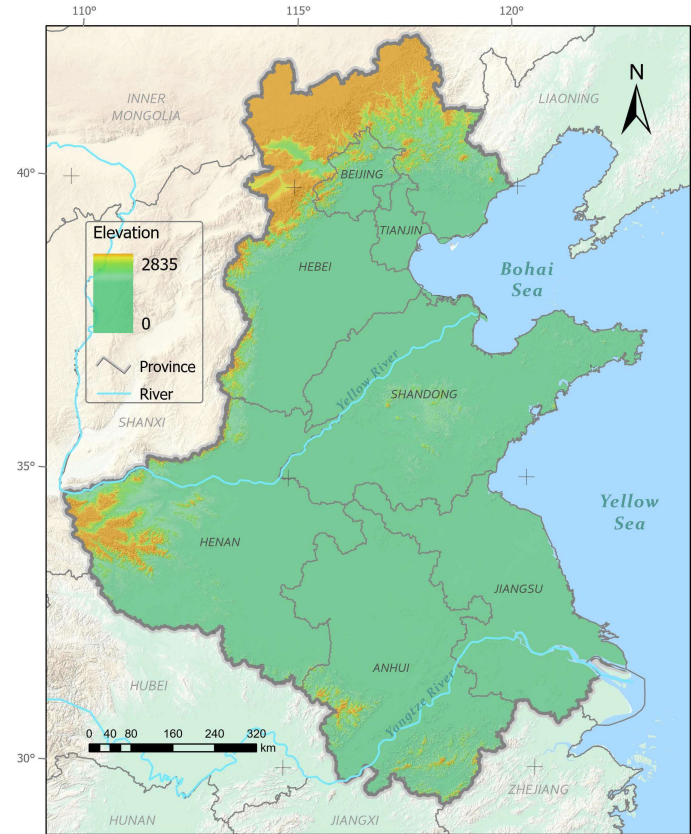 110°
115°
120°
N
INNER
MONGOLIA
LIAONING
40°
BEIJING
TIANJIN
Elevation
2835
0
Province
River
HEBEI
Bohai
Sea
Yellow River
SHANDONG
SHANXI
35°
Yellow
Sea
HENAN
JIANGSU
ANHUI
HUBEI
Yangtze River
0 40 80 160 240 320
km
30°
ZHEJIANG
HUNAN
JIANGXI